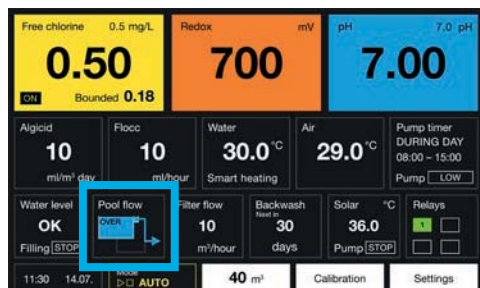 Free chlorine 0.5 mg/L Redox mV pH 7.0 pH
0.50 700 7.00
ON Bounded 0.18
Algicid Flocc Water Air Pump timer
10 10 30.0 °C 29.0 °C DURING DAY
08:00 – 15:00
ml/m³ day ml/hour Smart heating Pump LOW
Water level Pool flow Filter flow Backwash Solar °C Relays
Next in
OK OVER 10 30 36.0 1
Filling STOP m³/hour days Pump STOP
11:30 14.07. Mode AUTO 40 m³ Calibration Settings